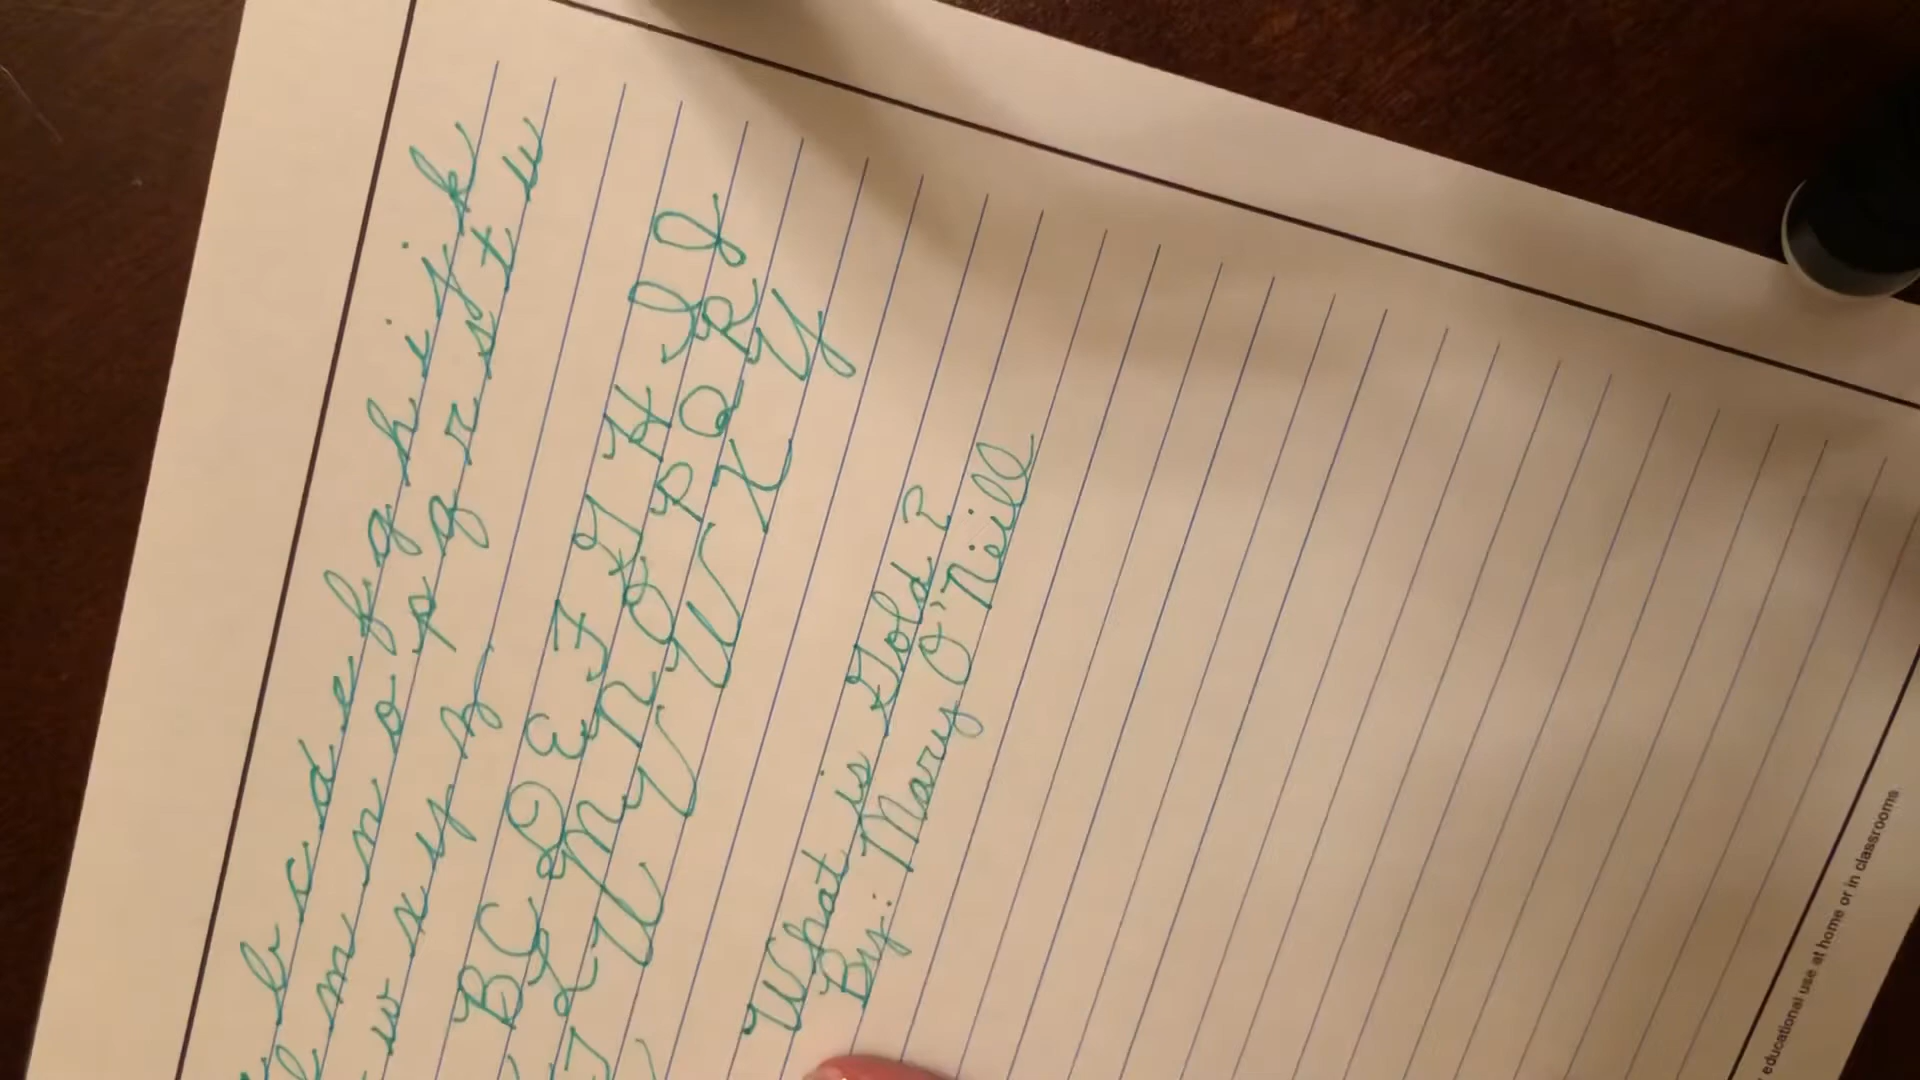 b c d e f g h i j k
l m n o p q r s t u
w x y z
B C D E F G H I J
L M N O P Q R
U V W X Y
What is Gold?
By: Mary O'Neill
educational use at home or in classrooms.